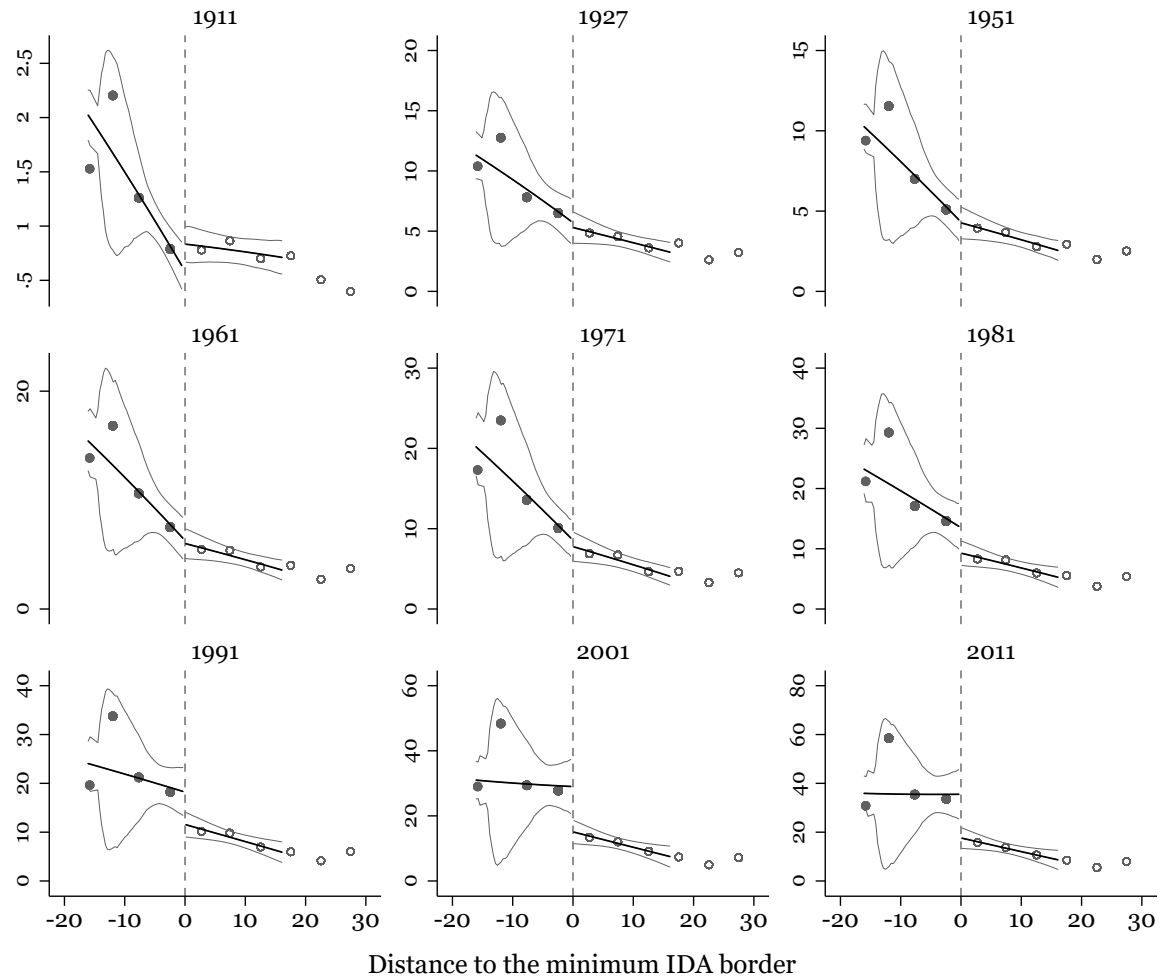 1911 1927 1951
2.5 2 1.5 1 .5
20 15 10 5 0
15 10 5 0
1961 1971 1981
20 0
30 20 10 0
40 30 20 10 0
1991 2001 2011
40 30 20 10 0
60 40 20 0
80 60 40 20 0
-20 -10 0 10 20 30 -20 -10 0 10 20 30 -20 -10 0 10 20 30
Distance to the minimum IDA border